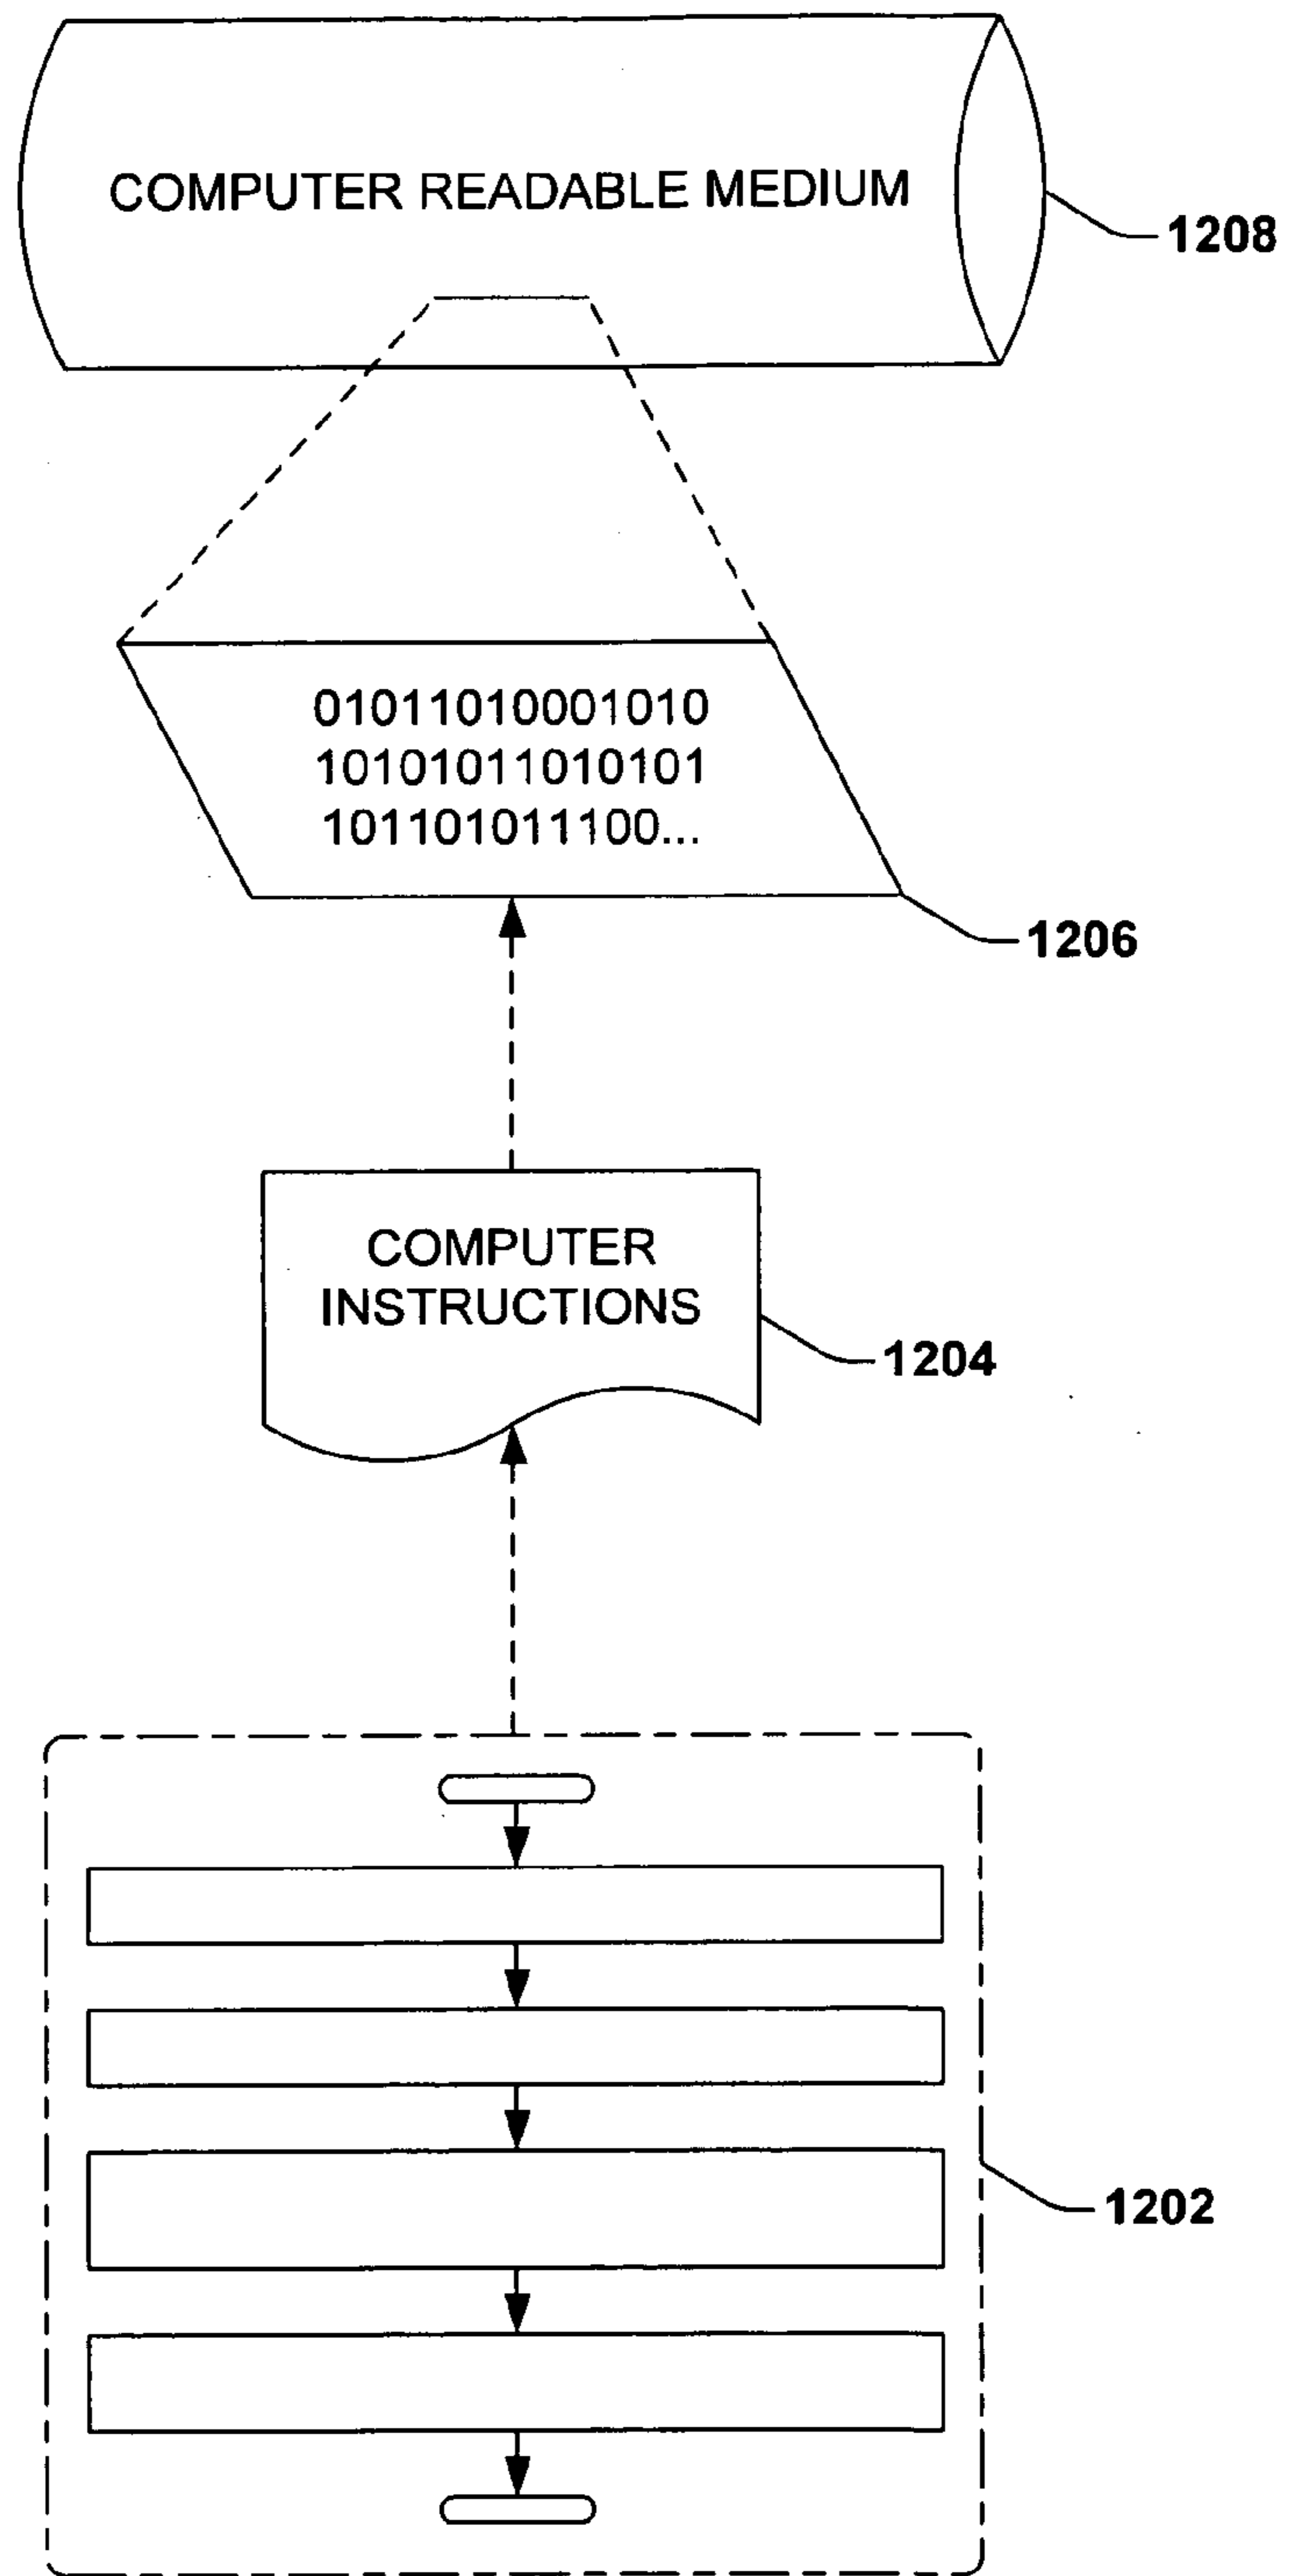 COMPUTER READABLE MEDIUM
1208
01011010001010
10101011010101
101101011100...
1206
COMPUTER
INSTRUCTIONS
1204
1202